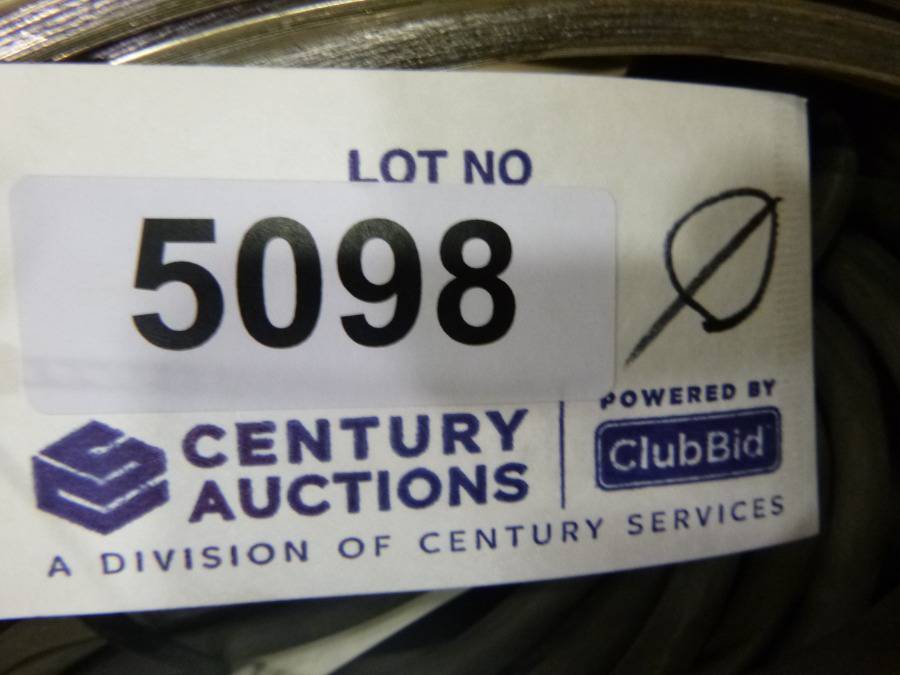 LOT NO
5098
Ø
CENTURY
AUCTIONS
POWERED BY
ClubBid
A DIVISION OF CENTURY SERVICES